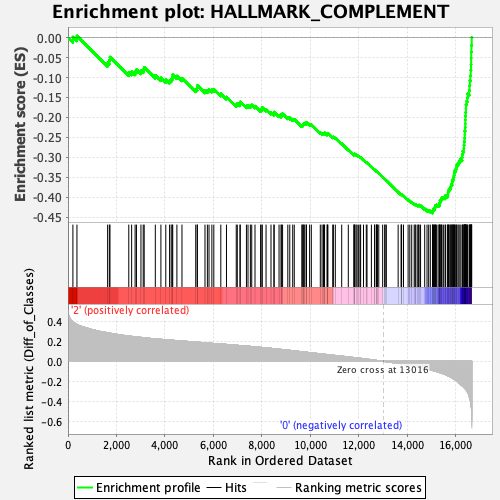 Enrichment plot: HALLMARK_COMPLEMENT
Enrichment score (ES)
0.00
-0.05
-0.10
-0.15
-0.20
-0.25
-0.30
-0.35
-0.40
-0.45
'2' (positively correlated)
Ranked list metric (Diff_of_Classes)
0.4
0.2
0.0
-0.2
-0.4
-0.6
Zero cross at 13016
'0' (negatively correlated)
0
2,000
4,000
6,000
8,000
10,000
12,000
14,000
16,000
Rank in Ordered Dataset
Enrichment profile
Hits
Ranking metric scores